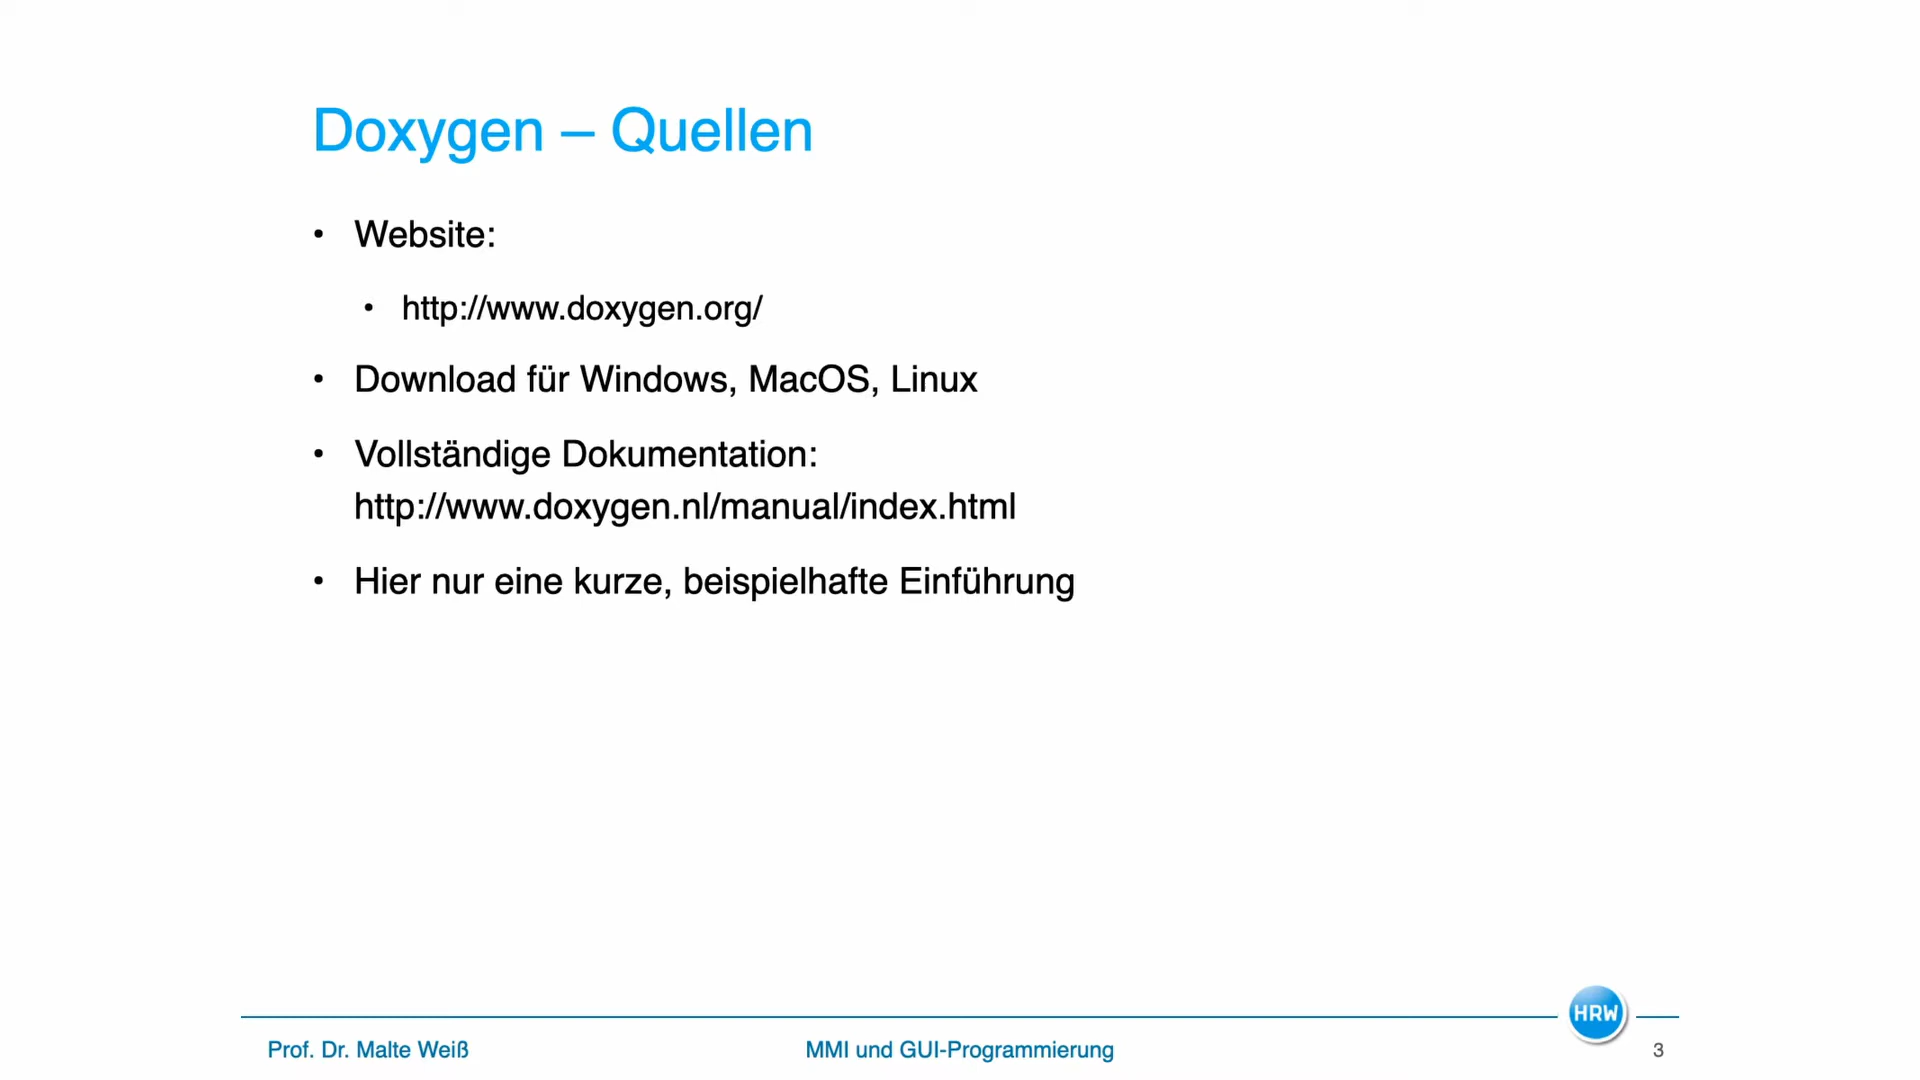 Doxygen – Quellen
• Website:
• http://www.doxygen.org/
• Download für Windows, MacOS, Linux
• Vollständige Dokumentation:
http://www.doxygen.nl/manual/index.html
• Hier nur eine kurze, beispielhafte Einführung
HRW
Prof. Dr. Malte Weiß
MMI und GUI-Programmierung
3